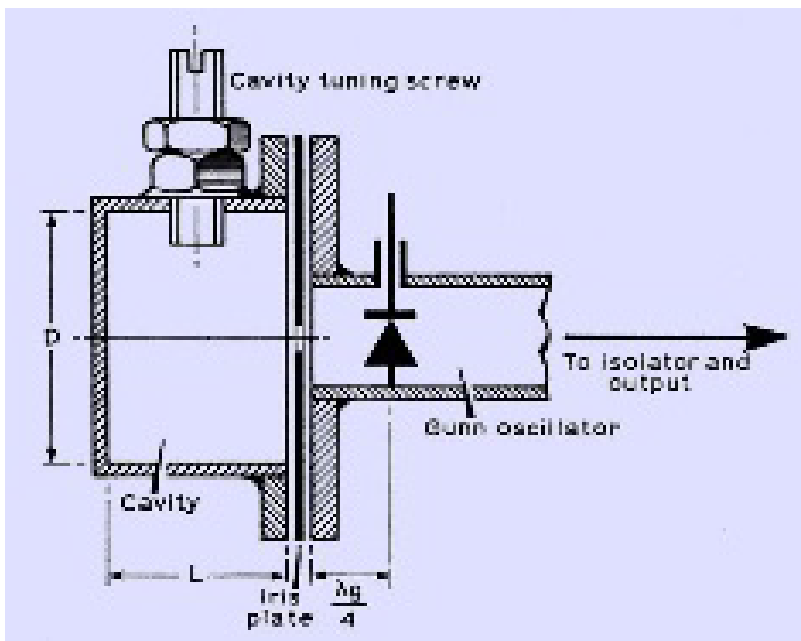 Cavity tuning screw
D
To isolator and
output
Gunn oscillator
Cavity
L
Iris
plate
λg
4